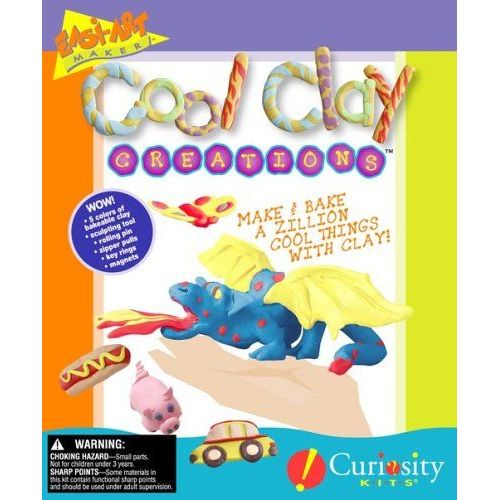 EASI-ART
MAKER!™
Cool Clay
CREATIONS™
WOW!
• 5 colors of
bakeable clay
• sculpting tool
• rolling pin
• zipper pulls
• key rings
• magnets
MAKE & BAKE
A ZILLION
COOL THINGS
WITH CLAY!
WARNING:
CHOKING HAZARD—Small parts.
Not for children under 3 years.
SHARP POINTS—Some materials in
this kit contain functional sharp points
and should be used under adult supervision.
! Curiosity
KITS®